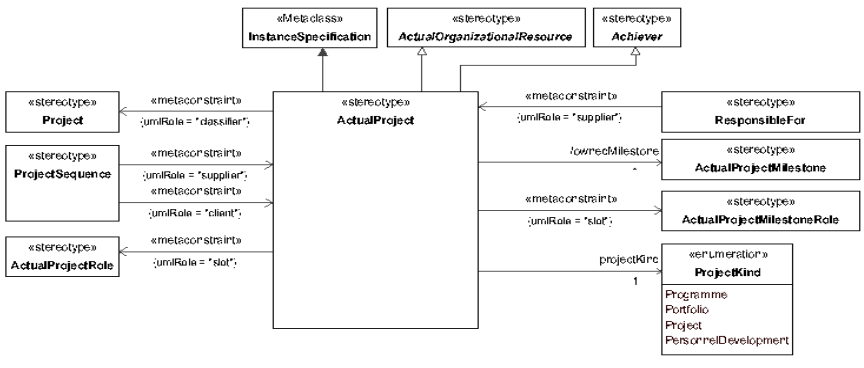 «Metaclass»
InstanceSpecification
«stereotype»
ActualOrganizationalResource
«stereotype»
Achiever
«stereotype»
Project
«metaconstraint»
{umlRole = "classifier"}
«stereotype»
ActualProject
«metaconstraint»
{umlRole = "supplier"}
«stereotype»
ResponsibleFor
«stereotype»
ProjectSequence
«metaconstraint»
{umlRole = "supplier"}
«metaconstraint»
{umlRole = "client"}
/ownedMilestone
*
«stereotype»
ActualProjectMilestone
«metaconstraint»
{umlRole = "slot"}
«stereotype»
ActualProjectMilestoneRole
«stereotype»
ActualProjectRole
«metaconstraint»
{umlRole = "slot"}
projectKind
1
«enumeration»
ProjectKind
Programme
Portfolio
Project
PersonnelDevelopment